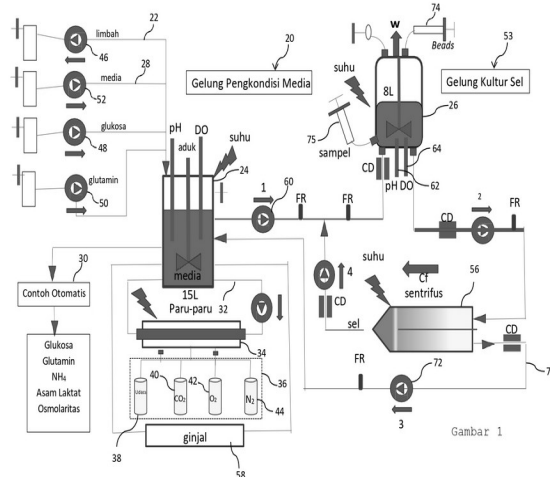 22
limbah
46
28
media
52
glukosa
48
glutamin
50
20
Gelung Pengkondisi Media
74
W
Beads
53
Gelung Kultur Sel
suhu
8L
26
75
sampel
64
CD
pH DO
62
pH
DO
aduk
suhu
24
1
60
FR
FR
2
CD
FR
media
15L
Paru-paru
32
4
CD
suhu
Cf
sentrifus
56
sel
CD
30
Contoh Otomatis
Glukosa
Glutamin
NH₄
Asam Laktat
Osmolaritas
34
36
Udara
40
CO₂
42
O₂
N₂
44
38
ginjal
58
FR
72
3
Gambar 1